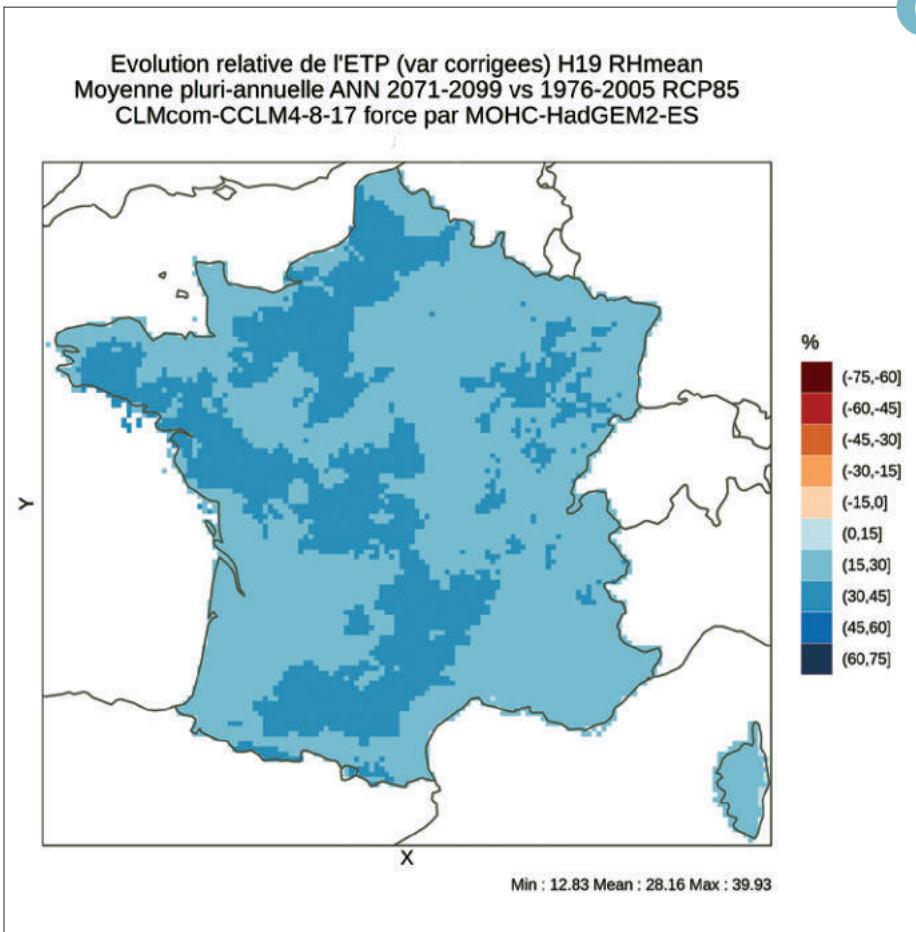 Evolution relative de l'ETP (var corrigees) H19 RHmean
Moyenne pluri-annuelle ANN 2071-2099 vs 1976-2005 RCP85
CLMcom-CCLM4-8-17 force par MOHC-HadGEM2-ES
%
(-75,-60]
(-60,-45]
(-45,-30]
(-30,-15]
(-15,0]
(0,15]
(15,30]
(30,45]
(45,60]
(60,75]
Y
X
Min : 12.83 Mean : 28.16 Max : 39.93